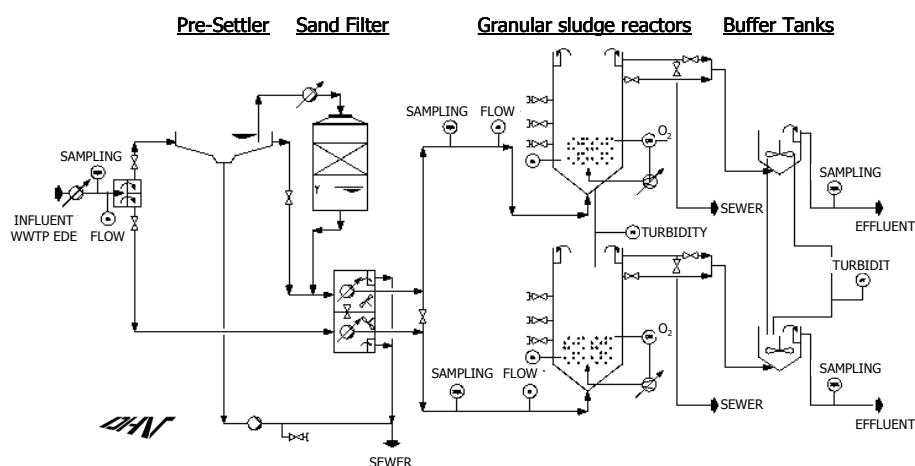 Pre-Settler
Sand Filter
Granular sludge reactors
Buffer Tanks
SAMPLING
FLOW
SAMPLING
O2
INFLUENT
WWTP EDE
FLOW
SAMPLING
SEWER
EFFLUENT
TURBIDITY
TURBIDIT
O2
SAMPLING
FLOW
SAMPLING
SEWER
EFFLUENT
DHV
SEWER